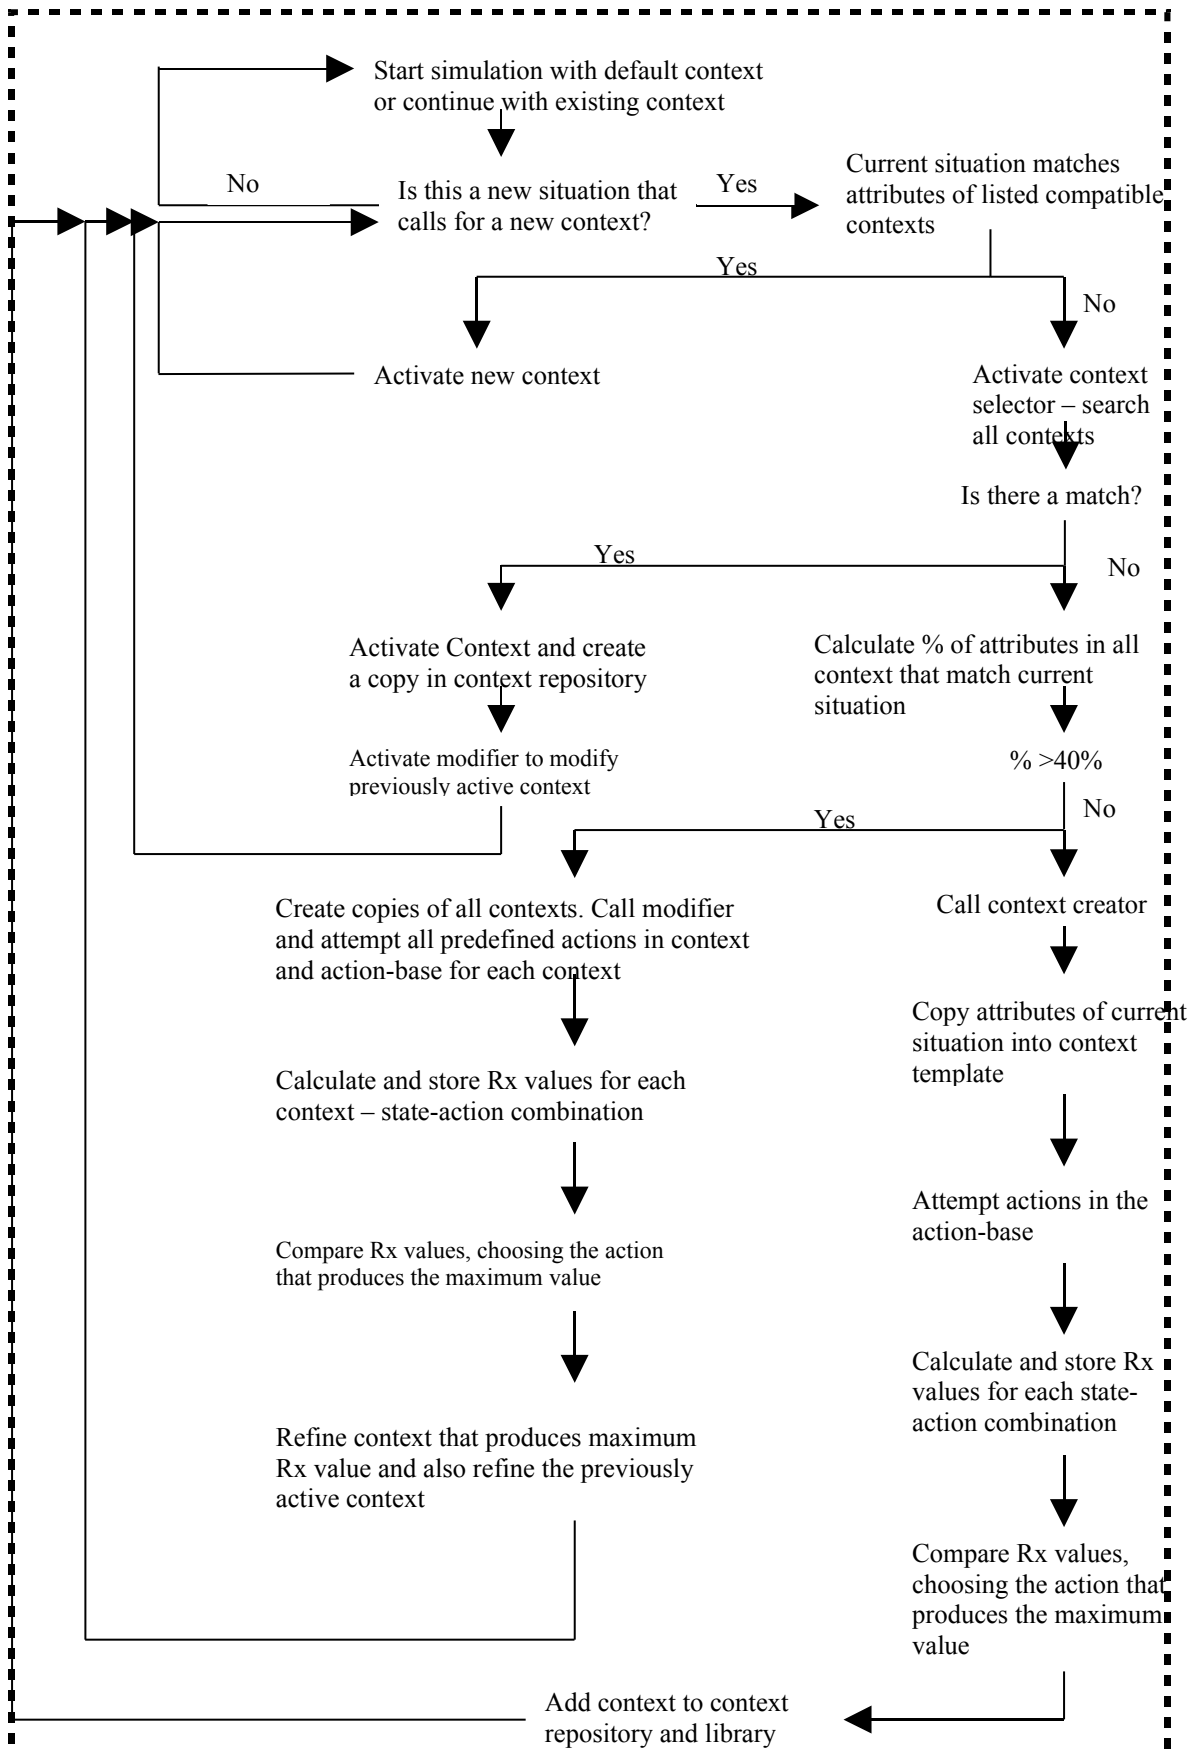 Start simulation with default context
or continue with existing context
No
Is this a new situation that
calls for a new context?
Yes
Current situation matches
attributes of listed compatible
contexts
Yes
No
Activate new context
Activate context
selector – search
all contexts
Is there a match?
Yes
No
Activate Context and create
a copy in context repository
Calculate % of attributes in all
context that match current
situation
Activate modifier to modify
previously active context
% >40%
Yes
No
Create copies of all contexts. Call modifier
and attempt all predefined actions in context
and action-base for each context
Call context creator
Copy attributes of current
situation into context
template
Calculate and store Rx values for each
context – state-action combination
Attempt actions in the
action-base
Compare Rx values, choosing the action
that produces the maximum value
Calculate and store Rx
values for each state-
action combination
Refine context that produces maximum
Rx value and also refine the previously
active context
Compare Rx values,
choosing the action that
produces the maximum
value
Add context to context
repository and library